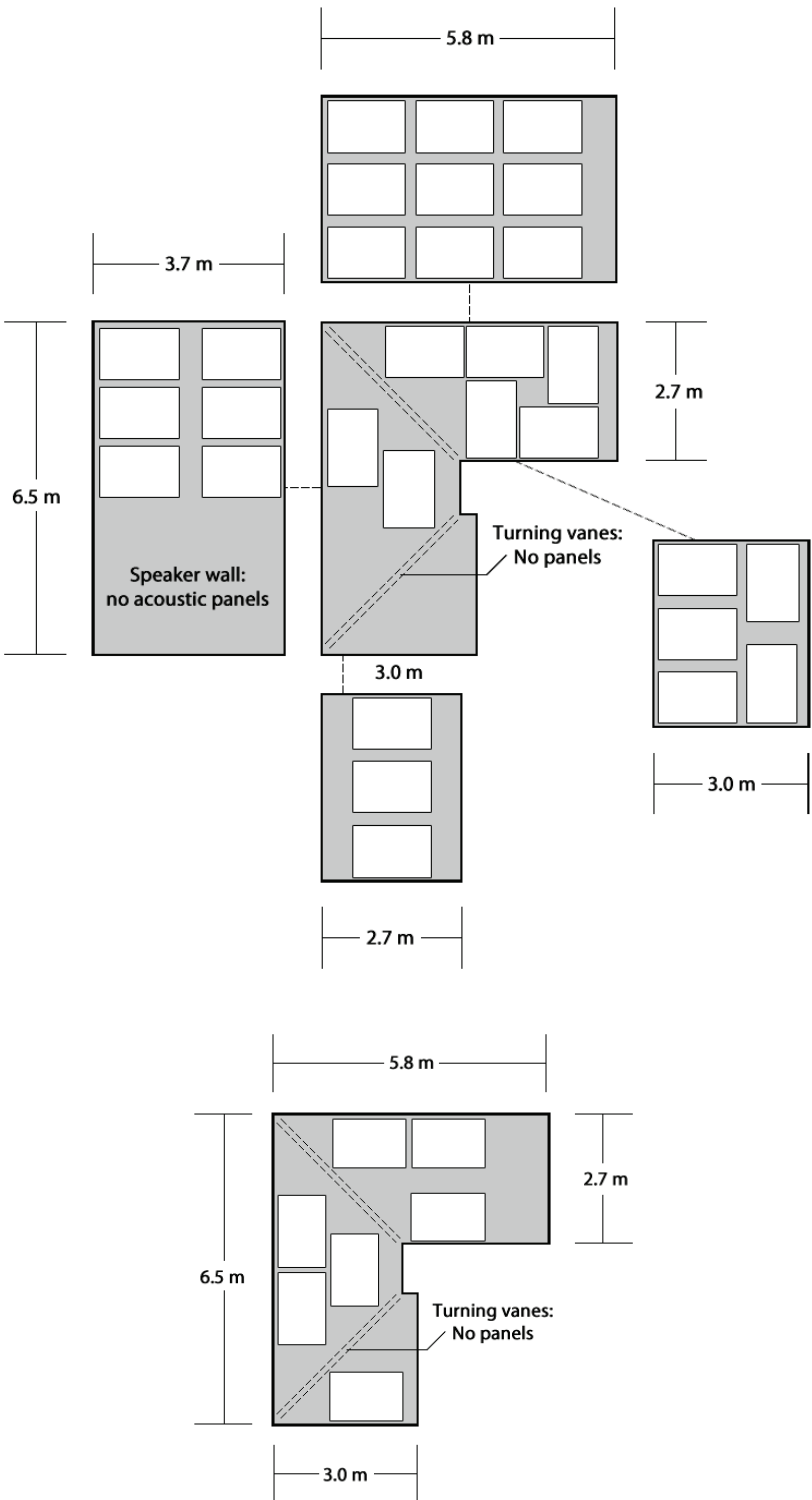 5.8 m
3.7 m
2.7 m
6.5 m
Turning vanes:
No panels
Speaker wall:
no acoustic panels
3.0 m
3.0 m
2.7 m
5.8 m
2.7 m
6.5 m
Turning vanes:
No panels
3.0 m